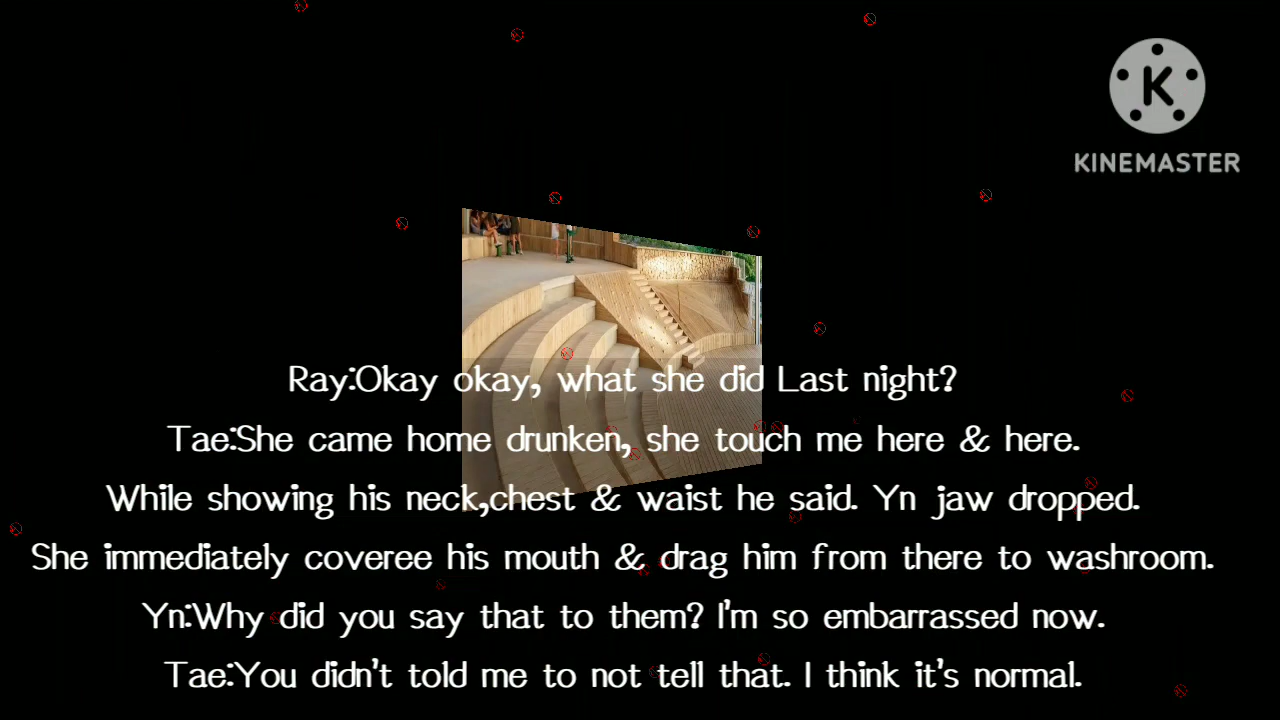 KINEMASTER
Ray:Okay okay, what she did Last night?
Tae:She came home drunken, she touch me here & here.
While showing his neck,chest & waist he said. Yn jaw dropped.
She immediately coveree his mouth & drag him from there to washroom.
Yn:Why did you say that to them? I'm so embarrassed now.
Tae:You didn't told me to not tell that. I think it's normal.